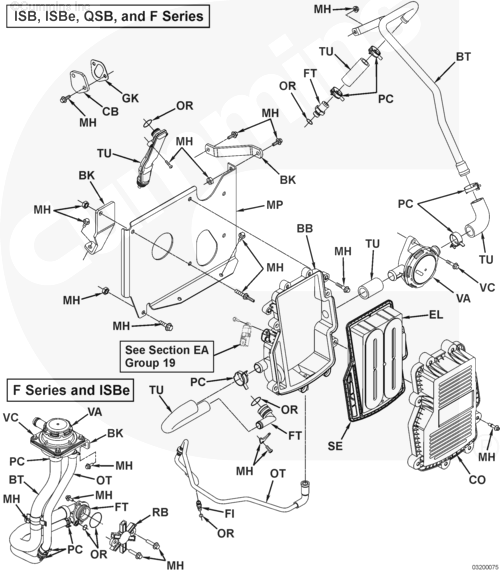 ©Cummins Inc.
ISB, ISBe, QSB, and F Series
MH
TU
FT
OR
PC
BT
GK
CB
MH
OR
TU
MH
MH
BK
BK
MP
MH
PC
TU
BB
MH
TU
VC
VA
MH
MH
MH
EL
See Section EA
Group 19
PC
TU
OR
FT
SE
MH
CO
MH
F Series and ISBe
VC
VA
BK
PC
MH
OT
BT
MH
MH
FT
RB
OR
PC
MH
OT
FI
OR
Cummins
03200075